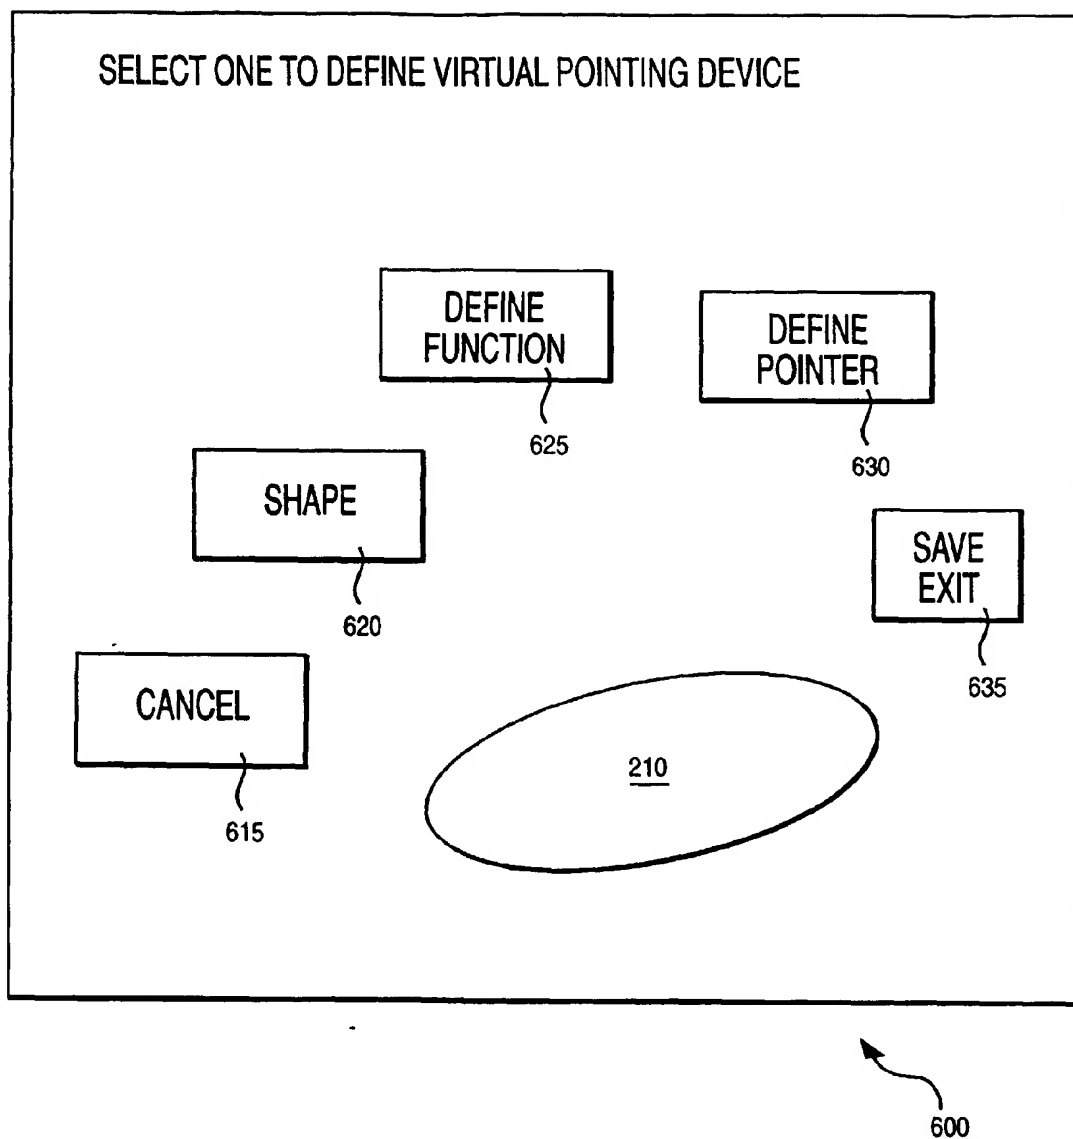 SELECT ONE TO DEFINE VIRTUAL POINTING DEVICE
DEFINE
FUNCTION
625
DEFINE
POINTER
630
SHAPE
620
SAVE
EXIT
635
CANCEL
615
210
600